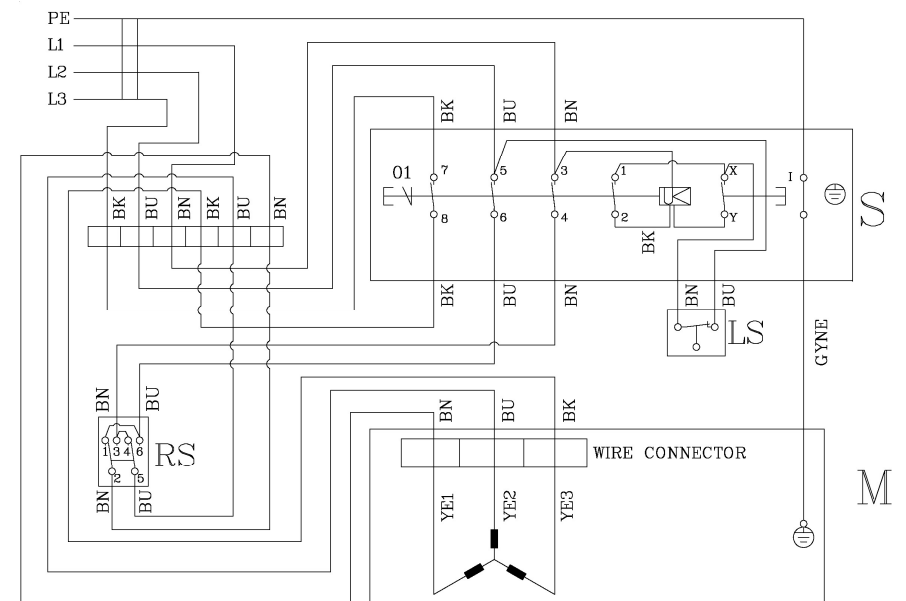 PE
L1
L2
L3
BK BU BN
7 5 3 1 X I
01
8 6 4 2 Y
S
BK BU BN BK BU BN
BK
BK BU BN BN BU
LS
GYNE
BN BU
BN BU BK
1 3 4 6
RS
2 5
WIRE CONNECTOR
BN BU
YE1 YE2 YE3
M